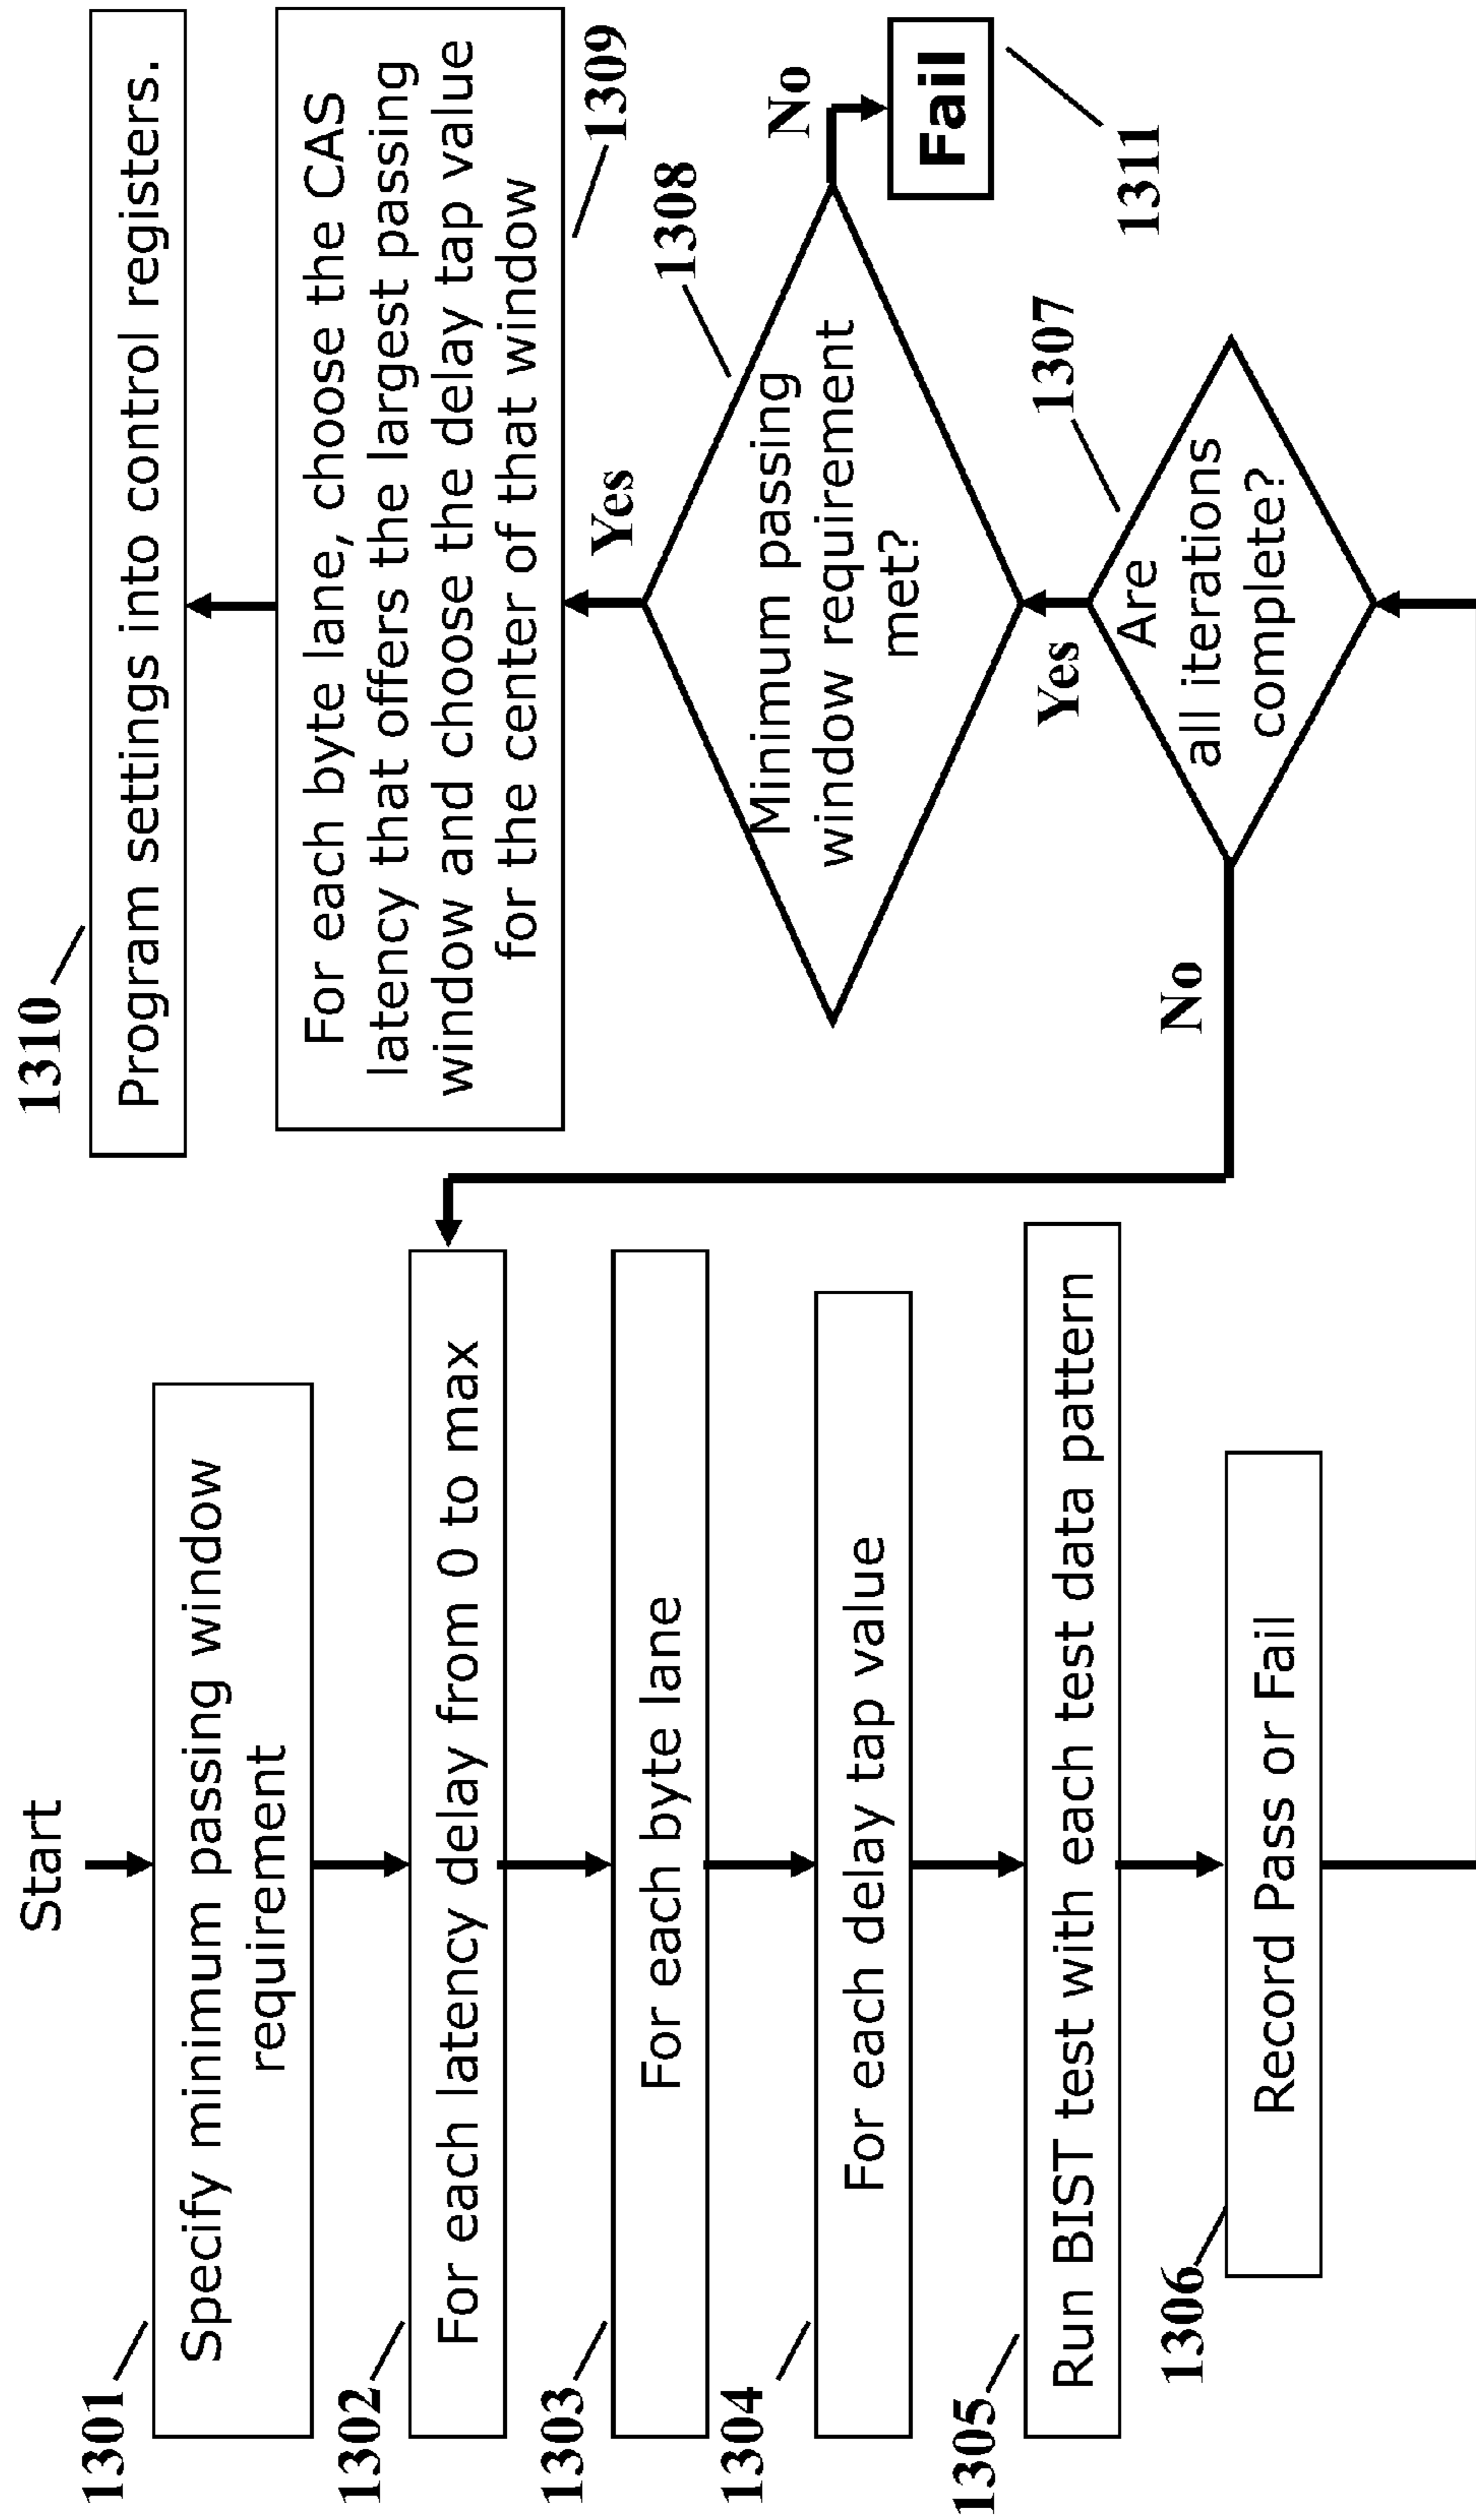 Start
1301
Specify minimum passing window
requirement
1302
For each latency delay from 0 to max
1303
For each byte lane
1304
For each delay tap value
1305
Run BIST test with each test data pattern
1306
Record Pass or Fail
1310
Program settings into control registers.
For each byte lane, choose the CAS
latency that offers the largest passing
window and choose the delay tap value
for the center of that window
1309
Yes
1308
No
Minimum passing
window requirement
met?
Fail
1311
Yes
1307
Are
all iterations
complete?
No